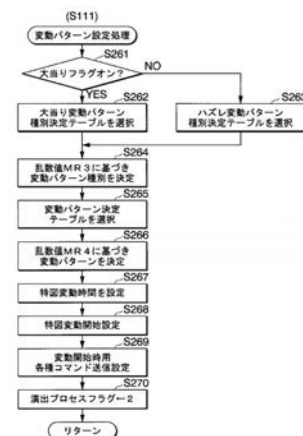 (S111)
変動パターン設定処理
S261
大当りフラグオン?
NO
YES
S262
大当り変動パターン
種別決定テーブルを選択
S263
ハズレ変動パターン
種別決定テーブルを選択
S264
乱数値MR3に基づき
変動パターン種別を決定
S265
変動パターン決定
テーブルを選択
S266
乱数値MR4に基づき
変動パターンを決定
S267
特図変動時間を設定
S268
特図変動開始設定
S269
変動開始時用
各種コマンド送信設定
S270
演出プロセスフラグ←2
リターン